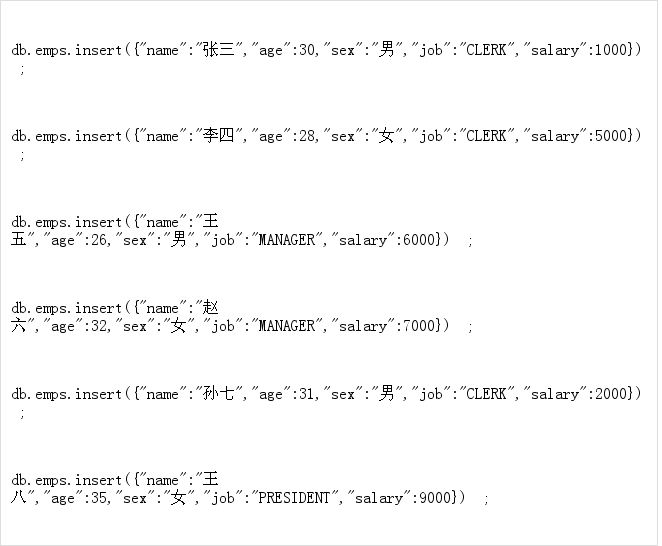 db.emps.insert({"name":"张三","age":30,"sex":"男","job":"CLERK","salary":1000})
;
db.emps.insert({"name":"李四","age":28,"sex":"女","job":"CLERK","salary":5000})
;
db.emps.insert({"name":"王
五","age":26,"sex":"男","job":"MANAGER","salary":6000}) ;
db.emps.insert({"name":"赵
六","age":32,"sex":"女","job":"MANAGER","salary":7000}) ;
db.emps.insert({"name":"孙七","age":31,"sex":"男","job":"CLERK","salary":2000})
;
db.emps.insert({"name":"王
八","age":35,"sex":"女","job":"PRESIDENT","salary":9000}) ;